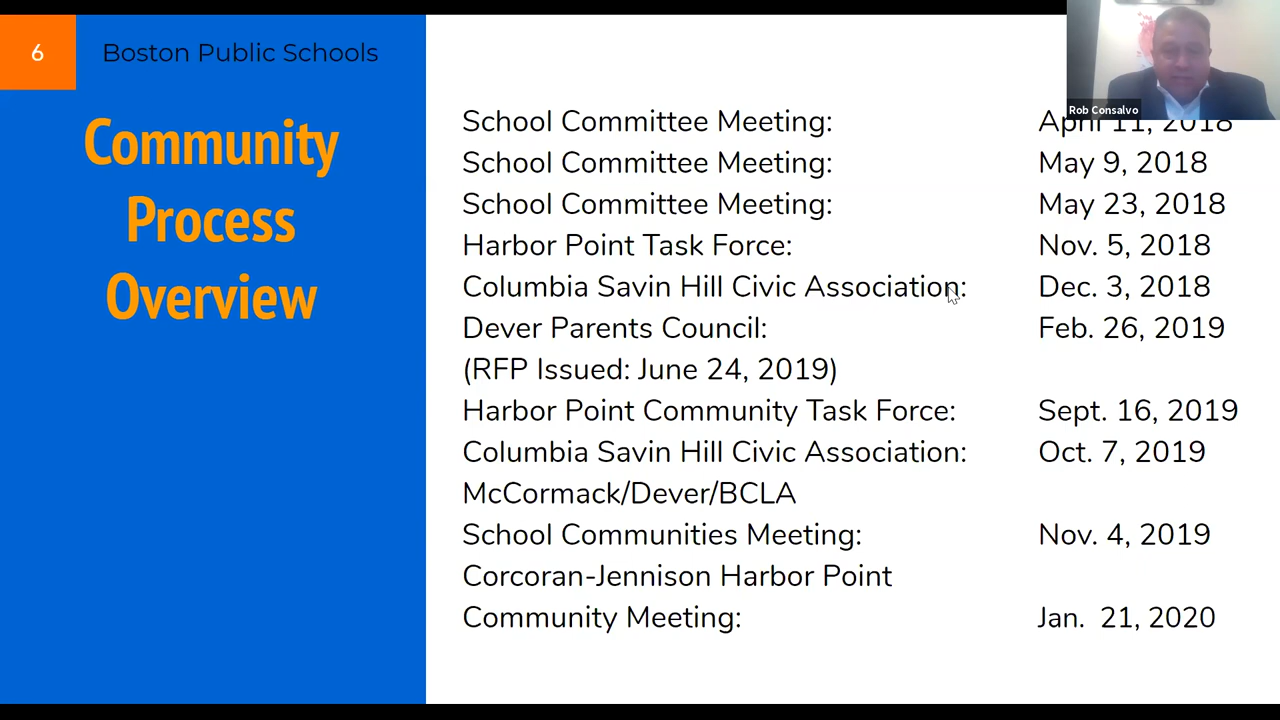 6
Boston Public Schools
Community
Process
Overview
Rob Consalvo
School Committee Meeting: April 11, 2018
School Committee Meeting: May 9, 2018
School Committee Meeting: May 23, 2018
Harbor Point Task Force: Nov. 5, 2018
Columbia Savin Hill Civic Association: Dec. 3, 2018
Dever Parents Council: Feb. 26, 2019
(RFP Issued: June 24, 2019)
Harbor Point Community Task Force: Sept. 16, 2019
Columbia Savin Hill Civic Association: Oct. 7, 2019
McCormack/Dever/BCLA
School Communities Meeting: Nov. 4, 2019
Corcoran-Jennison Harbor Point
Community Meeting: Jan. 21, 2020